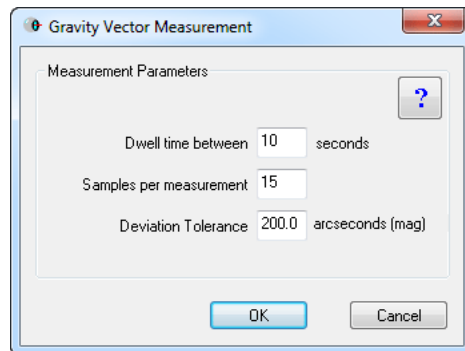 Gravity Vector Measurement
Measurement Parameters
?
Dwell time between 10 seconds
Samples per measurement 15
Deviation Tolerance 200.0 arcseconds (mag)
OK Cancel